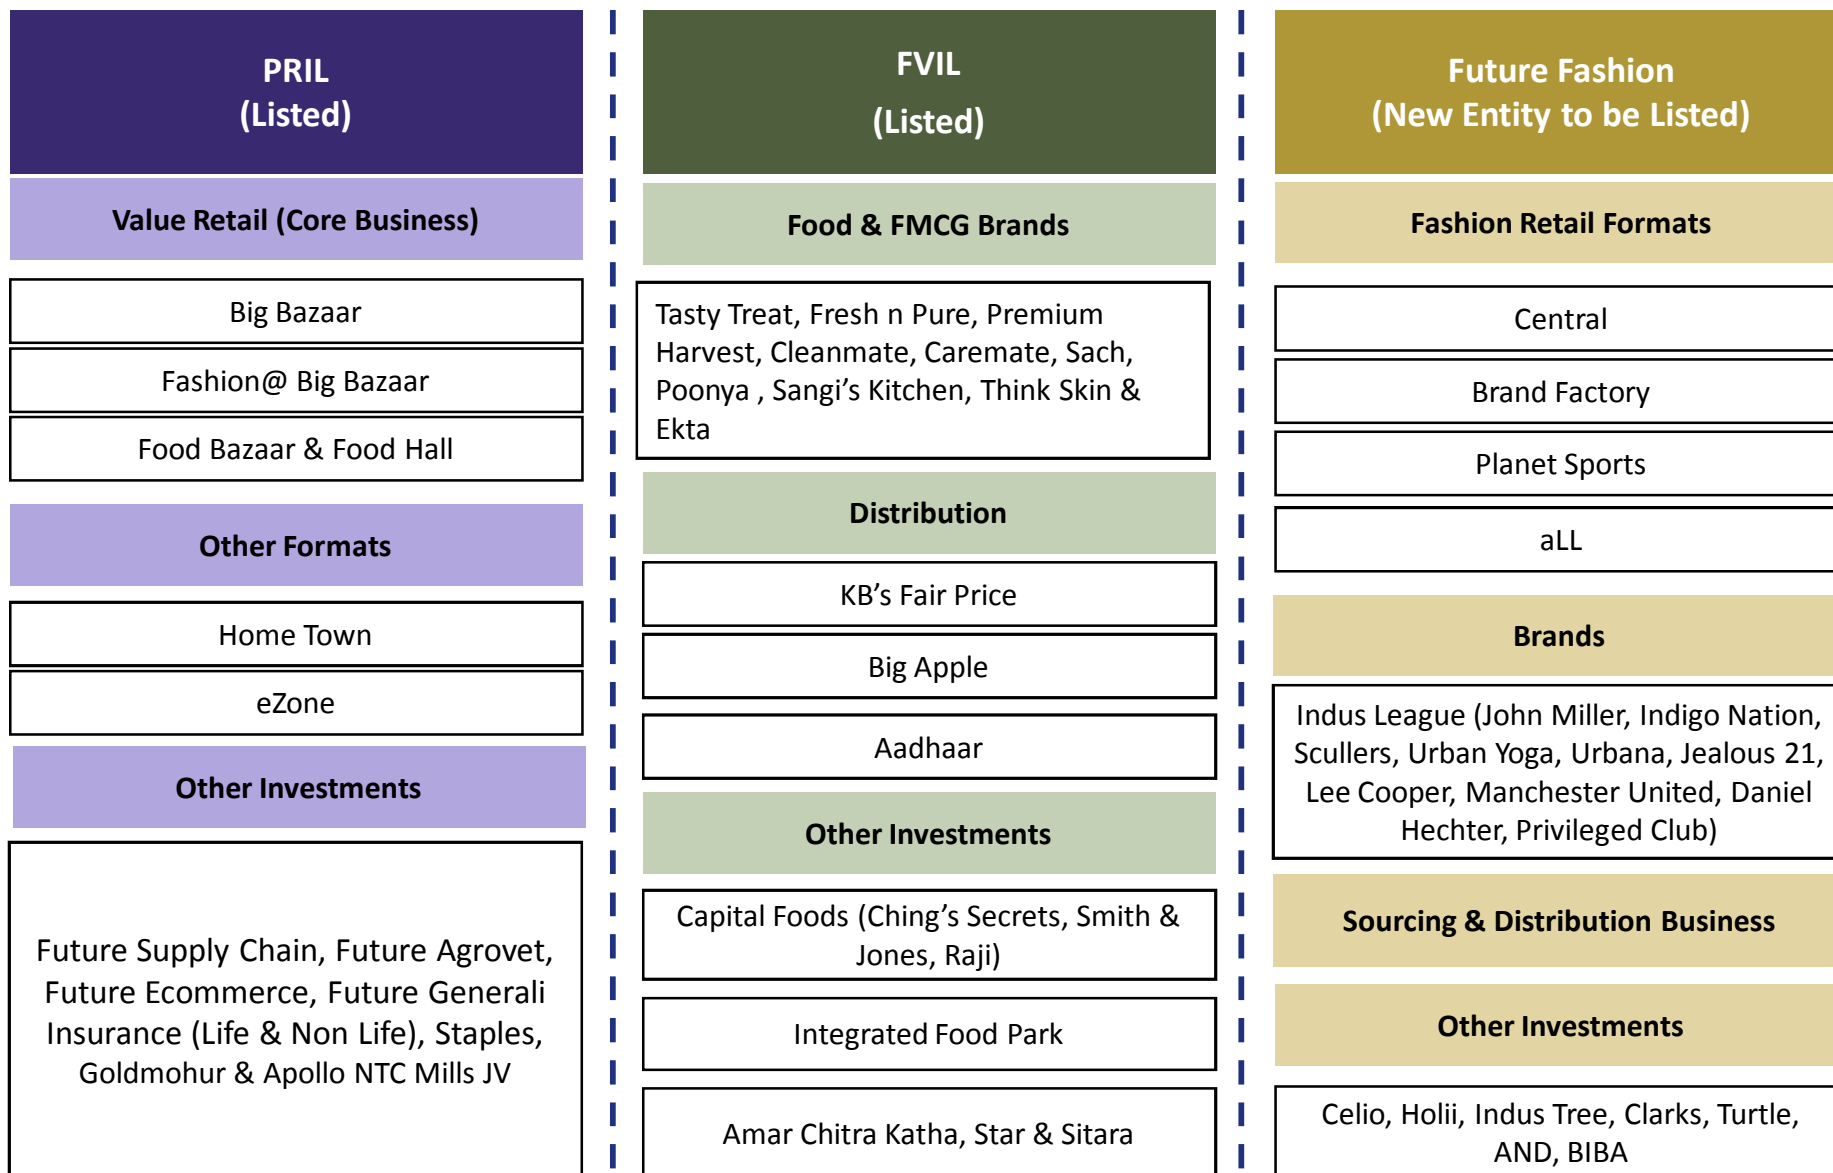 PRIL
(Listed)
Value Retail (Core Business)
Big Bazaar
Fashion@ Big Bazaar
Food Bazaar & Food Hall
Other Formats
Home Town
eZone
Other Investments
Future Supply Chain, Future Agrovet,
Future Ecommerce, Future Generali
Insurance (Life & Non Life), Staples,
Goldmohur & Apollo NTC Mills JV
FVIL
(Listed)
Food & FMCG Brands
Tasty Treat, Fresh n Pure, Premium
Harvest, Cleanmate, Caremate, Sach,
Poonya , Sangi’s Kitchen, Think Skin &
Ekta
Distribution
KB’s Fair Price
Big Apple
Aadhaar
Other Investments
Capital Foods (Ching’s Secrets, Smith &
Jones, Raji)
Integrated Food Park
Amar Chitra Katha, Star & Sitara
Future Fashion
(New Entity to be Listed)
Fashion Retail Formats
Central
Brand Factory
Planet Sports
aLL
Brands
Indus League (John Miller, Indigo Nation,
Scullers, Urban Yoga, Urbana, Jealous 21,
Lee Cooper, Manchester United, Daniel
Hechter, Privileged Club)
Sourcing & Distribution Business
Other Investments
Celio, Holii, Indus Tree, Clarks, Turtle,
AND, BIBA